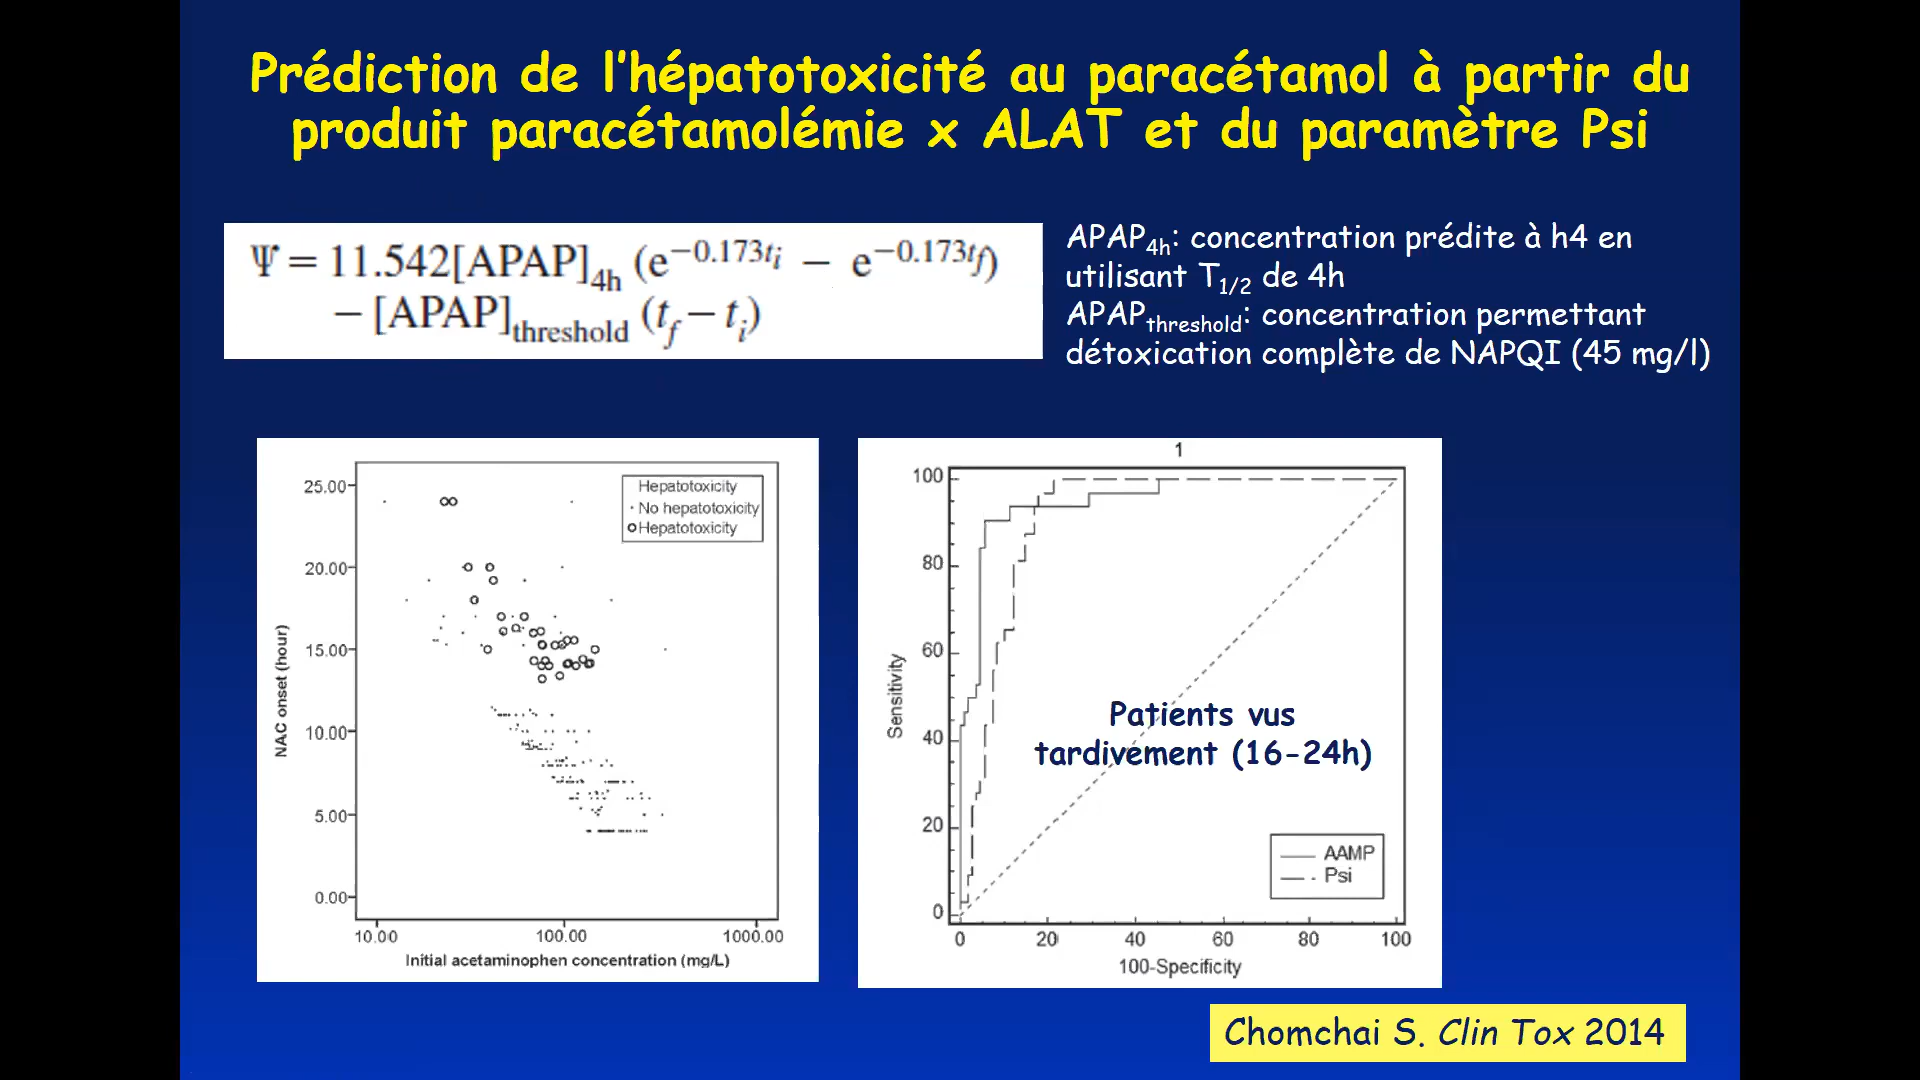 Prédiction de l'hépatotoxicité au paracétamol à partir du
produit paracétamolémie x ALAT et du paramètre Psi
Ψ = 11.542[APAP]4h (e−0.173ti − e−0.173tf)
− [APAP]threshold (tf − ti)
APAP4h: concentration prédite à h4 en
utilisant T1/2 de 4h
APAPthreshold: concentration permettant
détoxication complète de NAPQI (45 mg/l)
25.00
20.00
15.00
10.00
5.00
0.00
NAC onset (hour)
Hepatotoxicity
No hepatotoxicity
Hepatotoxicity
10.00 100.00 1000.00
Initial acetaminophen concentration (mg/L)
1
100
80
60
40
20
0
Sensitivity
Patients vus
tardivement (16-24h)
AAMP
Psi
0 20 40 60 80 100
100-Specificity
Chomchai S. Clin Tox 2014